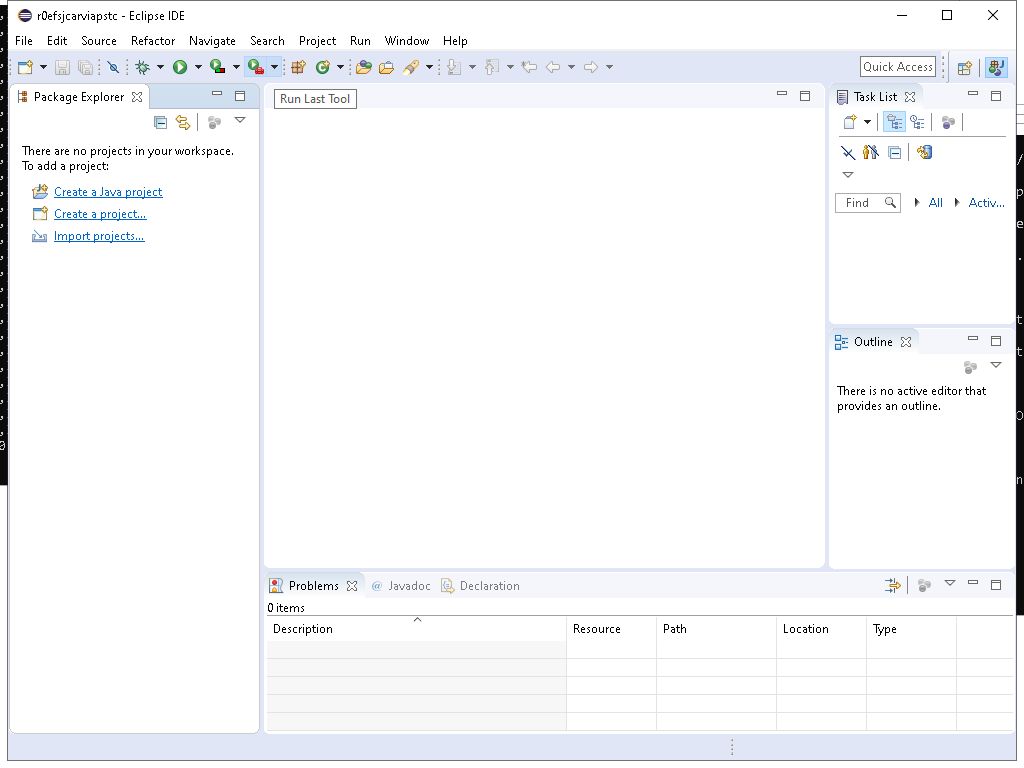 r0efsjcarviapstc - Eclipse IDE
File Edit Source Refactor Navigate Search Project Run Window Help
Quick Access
Package Explorer
Run Last Tool
Task List
There are no projects in your workspace.
To add a project:
Create a Java project
Create a project...
Import projects...
Find
All
Activ...
Outline
There is no active editor that
provides an outline.
Problems
@ Javadoc
Declaration
0 items
Description Resource Path Location Type